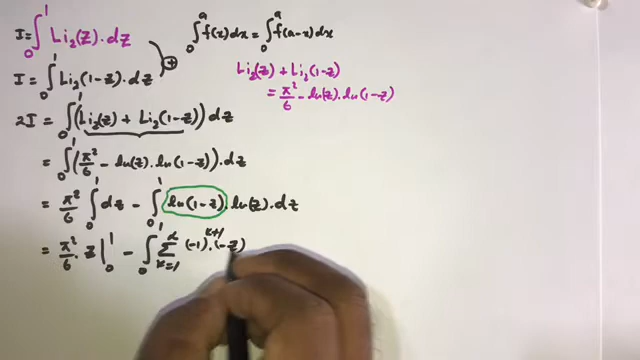 I = ∫₀¹ Li₂(z).dz
∫₀ᵃ f(x)dx = ∫₀ᵃ f(a-x)dx
I = ∫₀¹ Li₂(1-z).dz
+
Li₂(z) + Li₂(1-z)
= π²/6 - ln(z).ln(1-z)
2I = ∫₀¹ (Li₂(z) + Li₂(1-z)) dz
= ∫₀¹ (π²/6 - ln(z).ln(1-z)).dz
= π²/6 ∫₀¹ dz - ∫₀¹ ln(1-z).ln(z).dz
= π²/6 . z |₀¹ - ∫₀¹ ∑_{k=1}^{∞} (-1)^{k+1}.(-z)